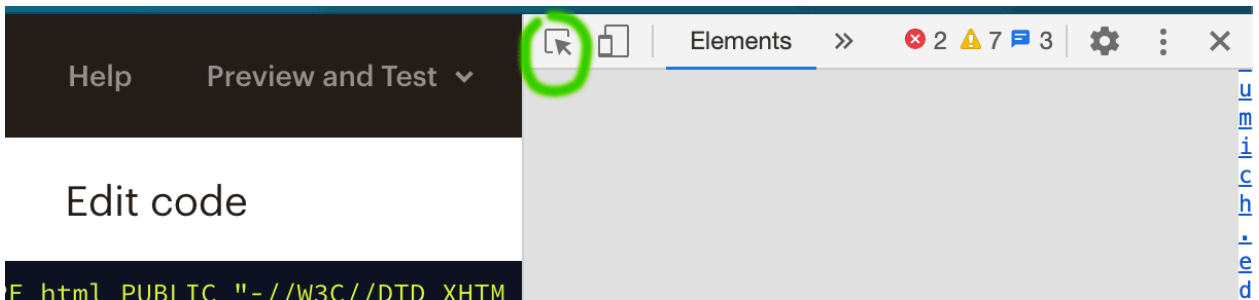 Elements » 2 7 3
Help Preview and Test
Edit code
E html PUBLIC "-//W3C//DTD XHTM
u
m
i
c
h
.
e
d